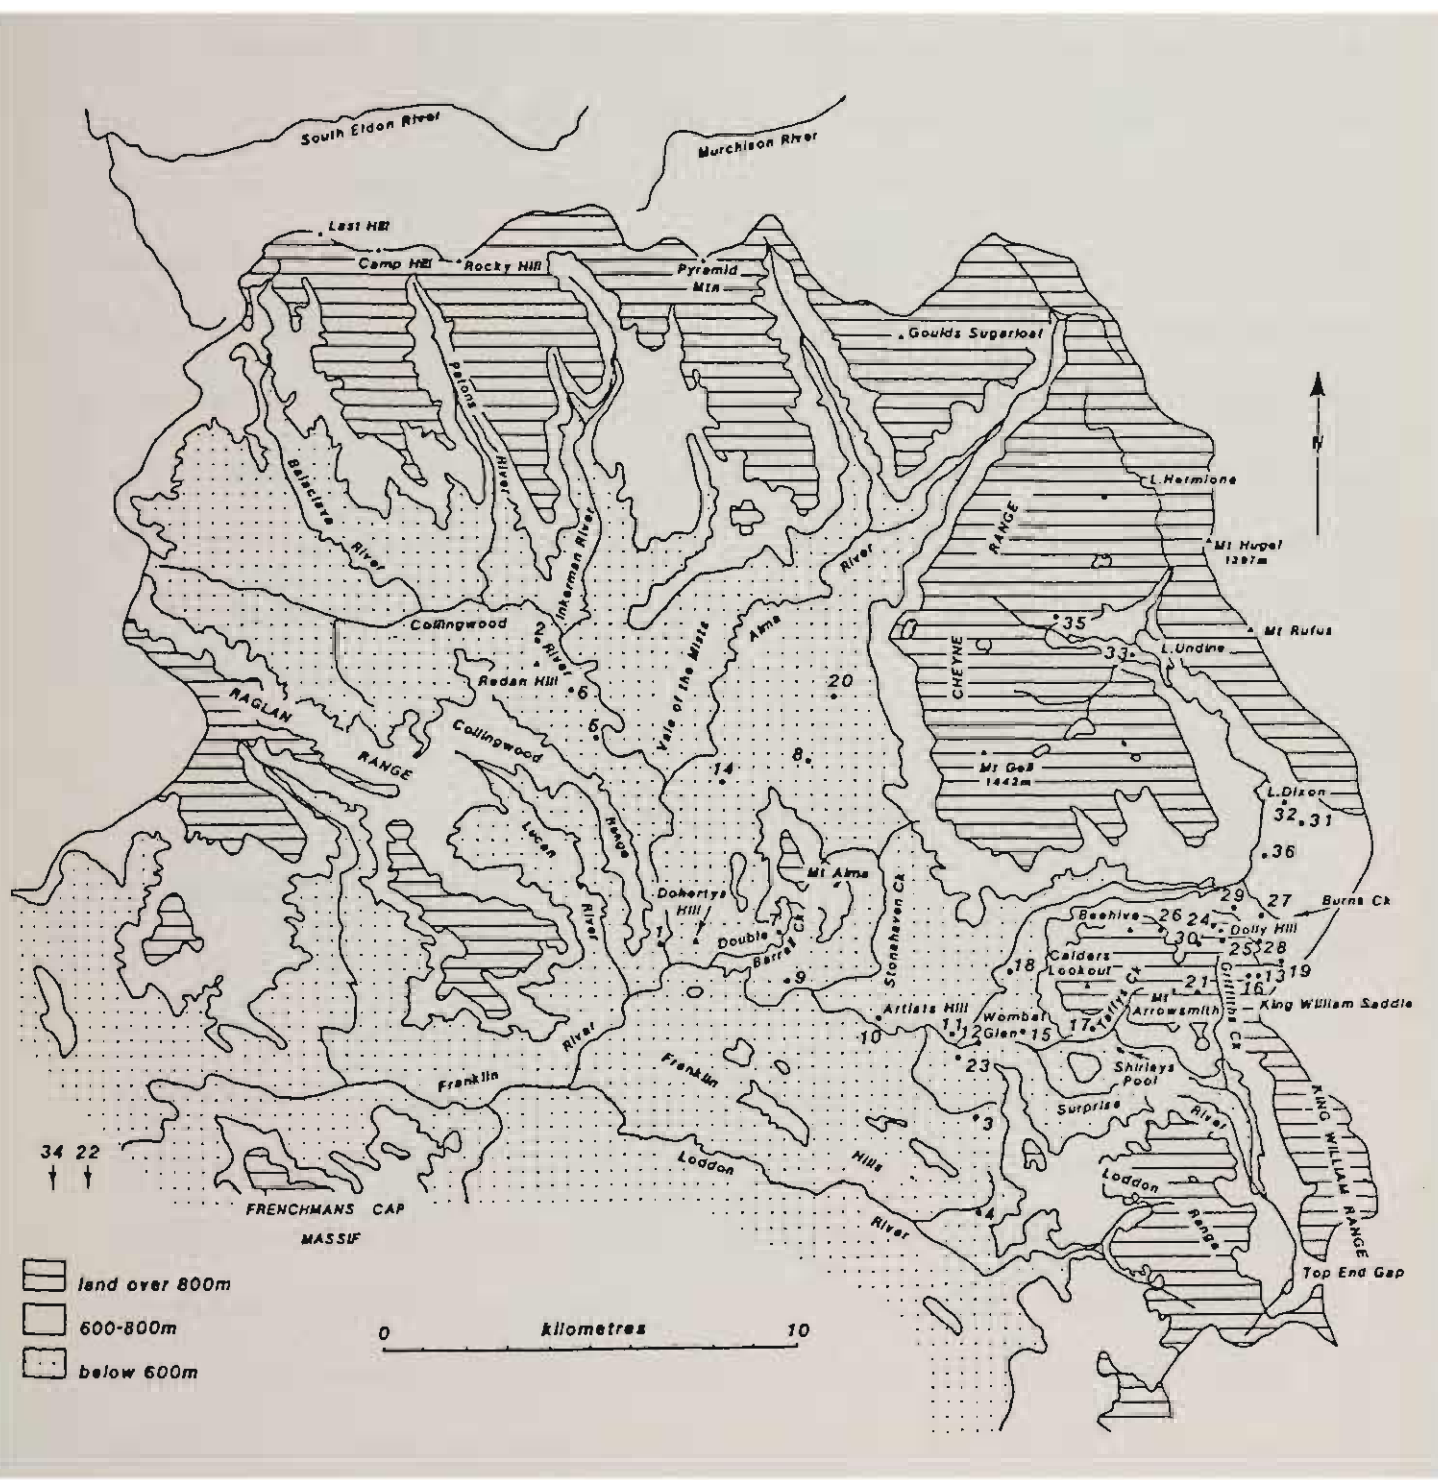 South Eldon River
Murchison River
Last Hill
Camp Hill
Rocky Hill
Pyramid
Mtn
Goulds Sugarloaf
Patons River
N
Balaclava River
L. Hermione
RANGE
Mt Hugel
1397m
Inkerman River
River
Alma
Collingwood
River
2
35
Mt Rufus
33
L. Undine
CHEYNE
Vale of the Mists
Redan Hill
6
20
RAGLAN
RANGE
5
Collingwood
8
14
Mt Gell
1443m
L. Dixon
32
31
Lucan
River
Range
36
Mt Alma
Dohertys
Hill
Stonehaven Ck
29
27
Burns Ck
Beehive
26
24
7
Double
Barrel Ck
30
Dolly Hill
1
25
28
Calders
Lookout
18
13
19
9
21
16
Griffiths Ck
Taffys Ck
Mt
Arrowsmith
King William Saddle
Artists Hill
10
11
12
Wombat
Glen
15
17
River
Franklin
Franklin
Hills
23
Shirleys
Pool
Surprise
River
3
KING WILLIAM RANGE
34 22
Loddon
River
Loddon
Range
4
FRENCHMANS CAP
MASSIF
Top End Gap
land over 800m
600-800m
below 600m
0
kilometres
10